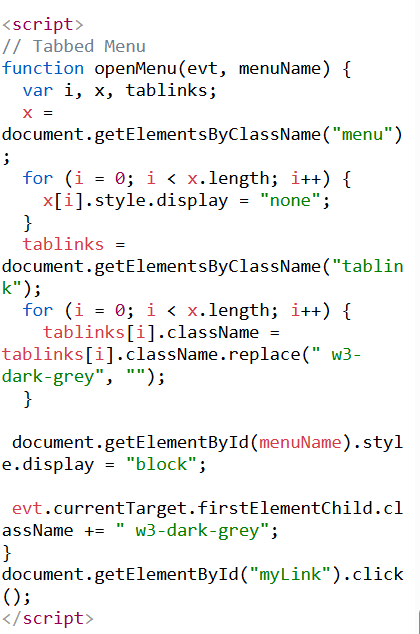 <script>
// Tabbed Menu
function openMenu(evt, menuName) {
  var i, x, tablinks;
  x =
document.getElementsByClassName("menu")
;
  for (i = 0; i < x.length; i++) {
    x[i].style.display = "none";
  }
  tablinks =
document.getElementsByClassName("tablin
k");
  for (i = 0; i < x.length; i++) {
    tablinks[i].className =
tablinks[i].className.replace(" w3-
dark-grey", "");
  }

 document.getElementById(menuName).styl
e.display = "block";

 evt.currentTarget.firstElementChild.cl
assName += " w3-dark-grey";
}
document.getElementById("myLink").click
();
</script>